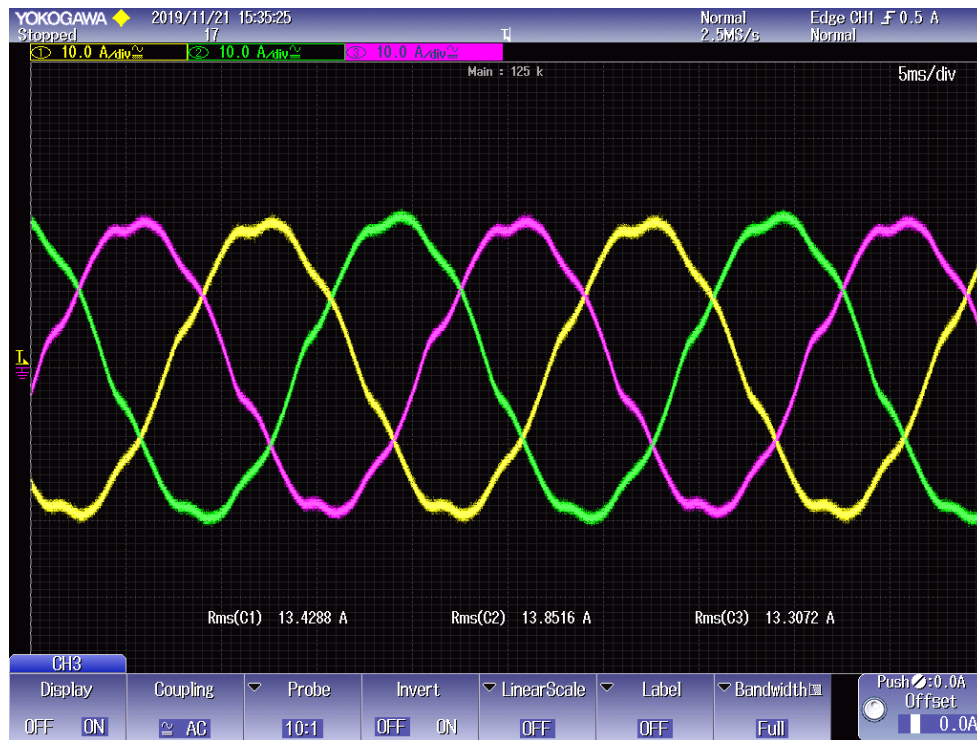 YOKOGAWA 2019/11/21 15:35:25 Normal Edge CH1 0.5 A
Stopped 17 2.5MS/s Normal
1 10.0 A/div 2 10.0 A/div 3 10.0 A/div
Main : 125 k
5ms/div
Rms(C1) 13.4288 A Rms(C2) 13.8516 A Rms(C3) 13.3072 A
CH3
Display Coupling Probe Invert LinearScale Label Bandwidth Push:0.0A
Offset
OFF ON AC 10:1 OFF ON OFF OFF Full 0.0A